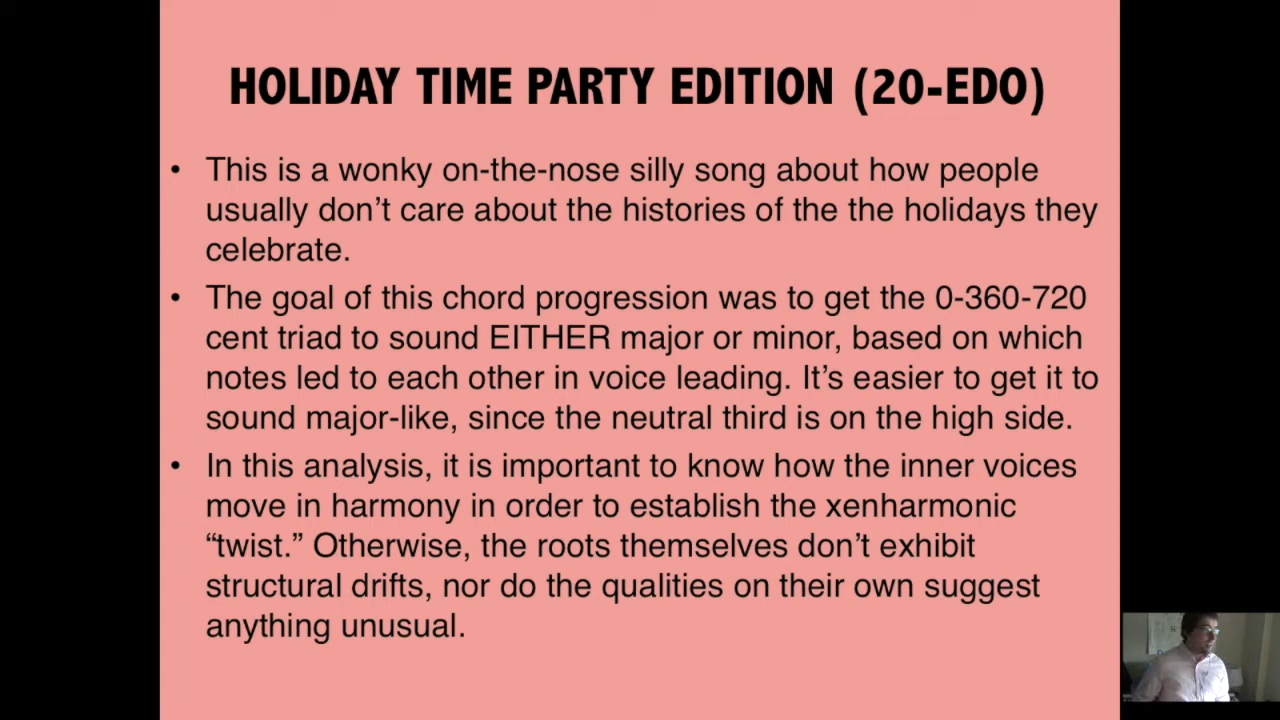 HOLIDAY TIME PARTY EDITION (20-EDO)
• This is a wonky on-the-nose silly song about how people
usually don’t care about the histories of the the holidays they
celebrate.
• The goal of this chord progression was to get the 0-360-720
cent triad to sound EITHER major or minor, based on which
notes led to each other in voice leading. It’s easier to get it to
sound major-like, since the neutral third is on the high side.
• In this analysis, it is important to know how the inner voices
move in harmony in order to establish the xenharmonic
“twist.” Otherwise, the roots themselves don’t exhibit
structural drifts, nor do the qualities on their own suggest
anything unusual.